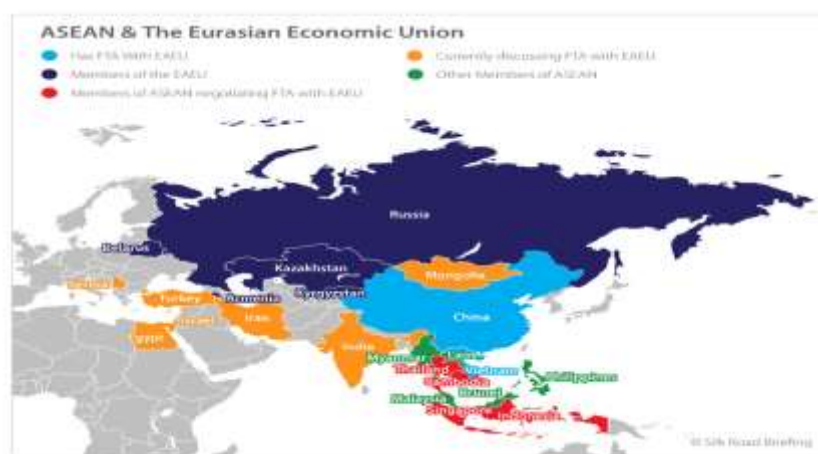 ASEAN & The Eurasian Economic Union
Has FTA With EAEU
Currently discussing FTA with EAEU
Members of the EAEU
Other Members of ASEAN
Members of ASEAN negotiating FTA with EAEU
Russia
Belarus
Kazakhstan
Mongolia
Serbia
Turkey
Armenia
Kyrgyzstan
Israel
Iran
China
Egypt
India
Myanmar
Laos
Thailand
Vietnam
Cambodia
Philippines
Brunei
Malaysia
Singapore
Indonesia
© Silk Road Briefing